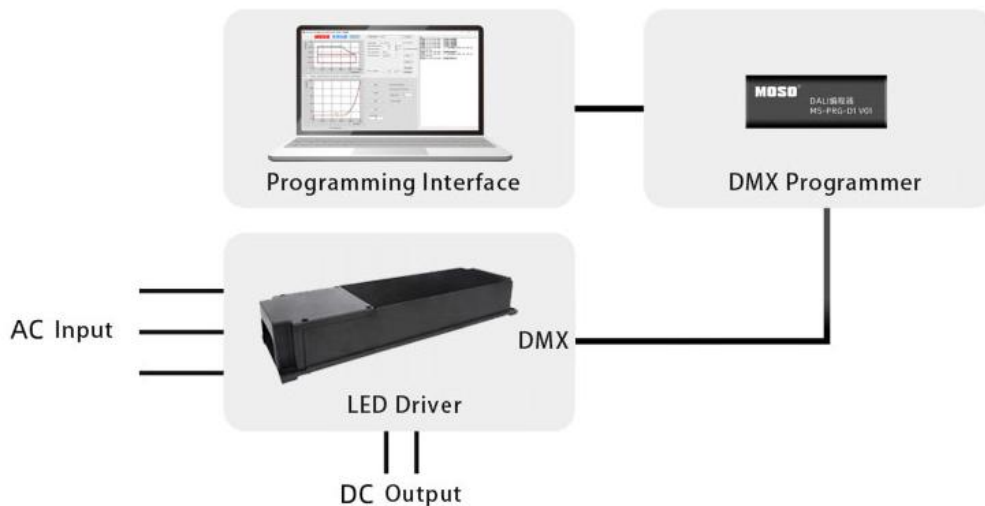 MOSO®
DALI编程器
MS-PRG-D1 V01
Programming Interface
DMX Programmer
AC Input
DMX
LED Driver
DC Output